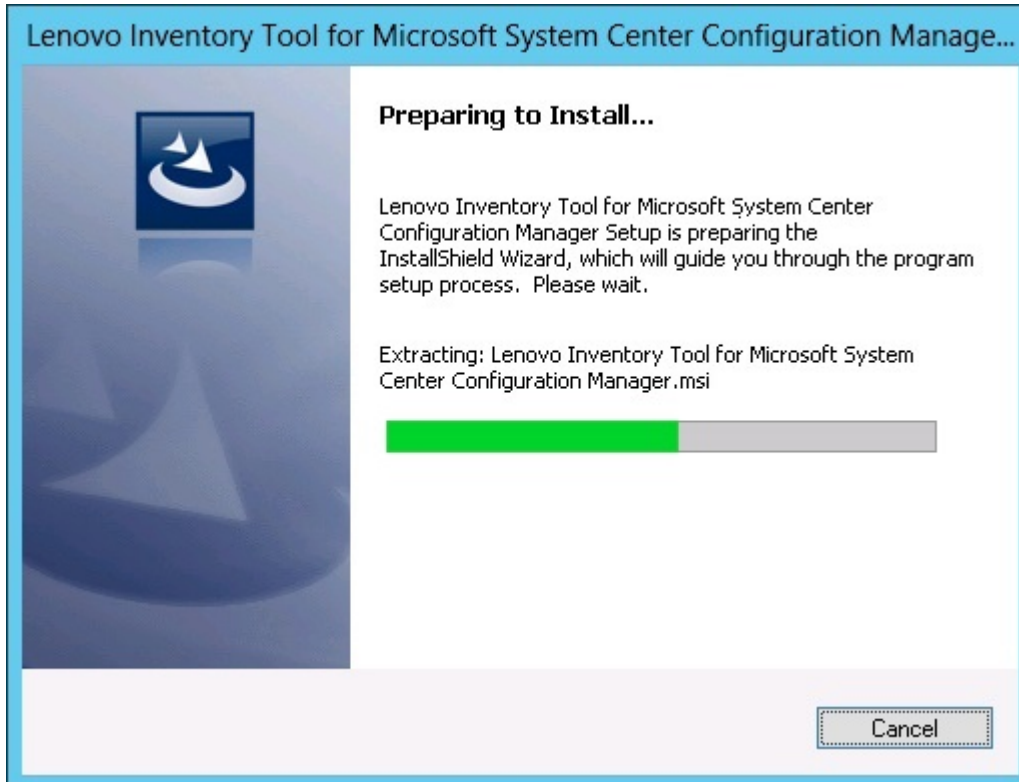 Lenovo Inventory Tool for Microsoft System Center Configuration Manage...
Preparing to Install...
Lenovo Inventory Tool for Microsoft System Center
Configuration Manager Setup is preparing the
InstallShield Wizard, which will guide you through the program
setup process.  Please wait.
Extracting: Lenovo Inventory Tool for Microsoft System
Center Configuration Manager.msi
Cancel